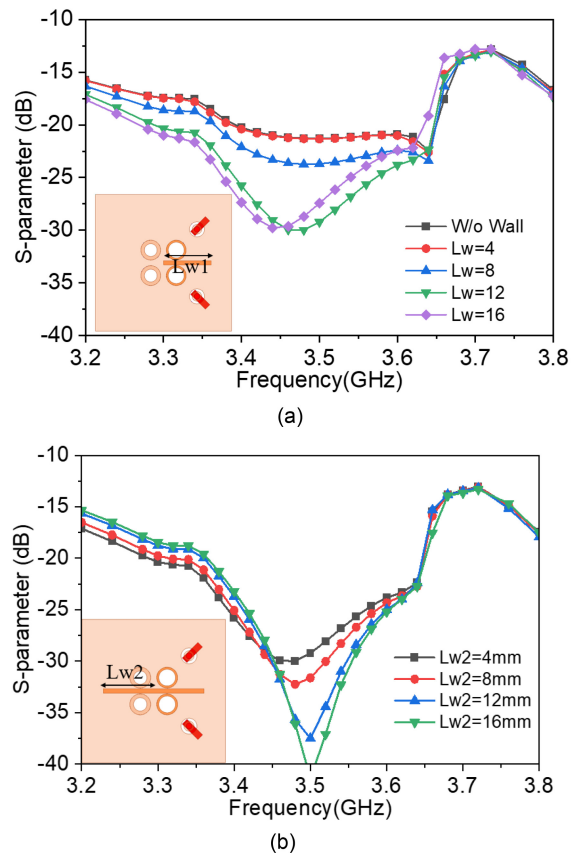 -10
-15
-20
-25
-30
-35
-40
S-parameter (dB)
Lw1
W/o Wall
Lw=4
Lw=8
Lw=12
Lw=16
3.2 3.3 3.4 3.5 3.6 3.7 3.8
Frequency(GHz)
(a)
-10
-15
-20
-25
-30
-35
-40
S-parameter (dB)
Lw2
Lw2=4mm
Lw2=8mm
Lw2=12mm
Lw2=16mm
3.2 3.3 3.4 3.5 3.6 3.7 3.8
Frequency(GHz)
(b)